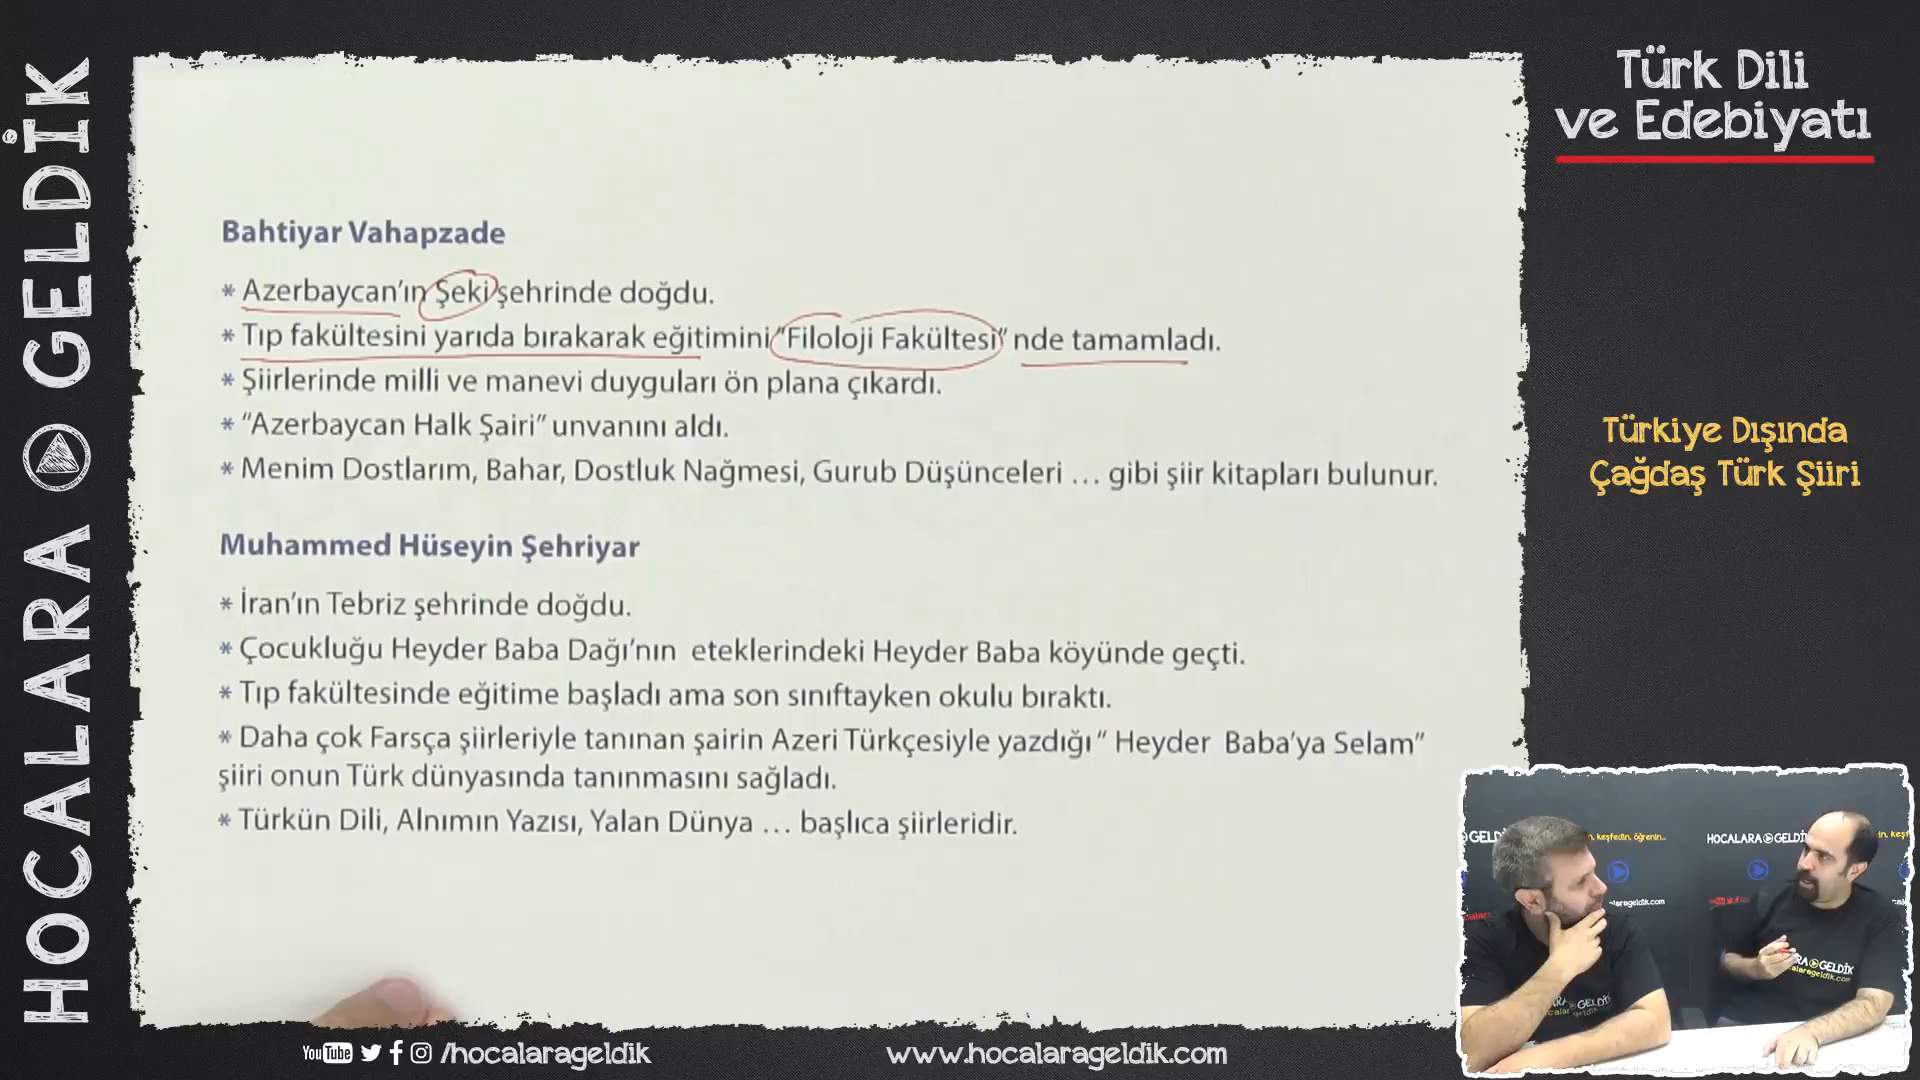 HOCALARA GELDİK
Türk Dili
ve Edebiyatı
Bahtiyar Vahapzade
* Azerbaycan'ın Şeki şehrinde doğdu.
* Tıp fakültesini yarıda bırakarak eğitimini "Filoloji Fakültesi" nde tamamladı.
* Şiirlerinde milli ve manevi duyguları ön plana çıkardı.
* "Azerbaycan Halk Şairi" unvanını aldı.
* Menim Dostlarım, Bahar, Dostluk Nağmesi, Gurub Düşünceleri … gibi şiir kitapları bulunur.
Türkiye Dışında
Çağdaş Türk Şiiri
Muhammed Hüseyin Şehriyar
* İran'ın Tebriz şehrinde doğdu.
* Çocukluğu Heyder Baba Dağı'nın eteklerindeki Heyder Baba köyünde geçti.
* Tıp fakültesinde eğitime başladı ama son sınıftayken okulu bıraktı.
* Daha çok Farsça şiirleriyle tanınan şairin Azeri Türkçesiyle yazdığı " Heyder Baba'ya Selam"
şiiri onun Türk dünyasında tanınmasını sağladı.
* Türkün Dili, Alnımın Yazısı, Yalan Dünya … başlıca şiirleridir.
HOCALARA GELDİK
keşfedin, öğrenin...
YouTube /hocalarageldik
www.hocalarageldik.com